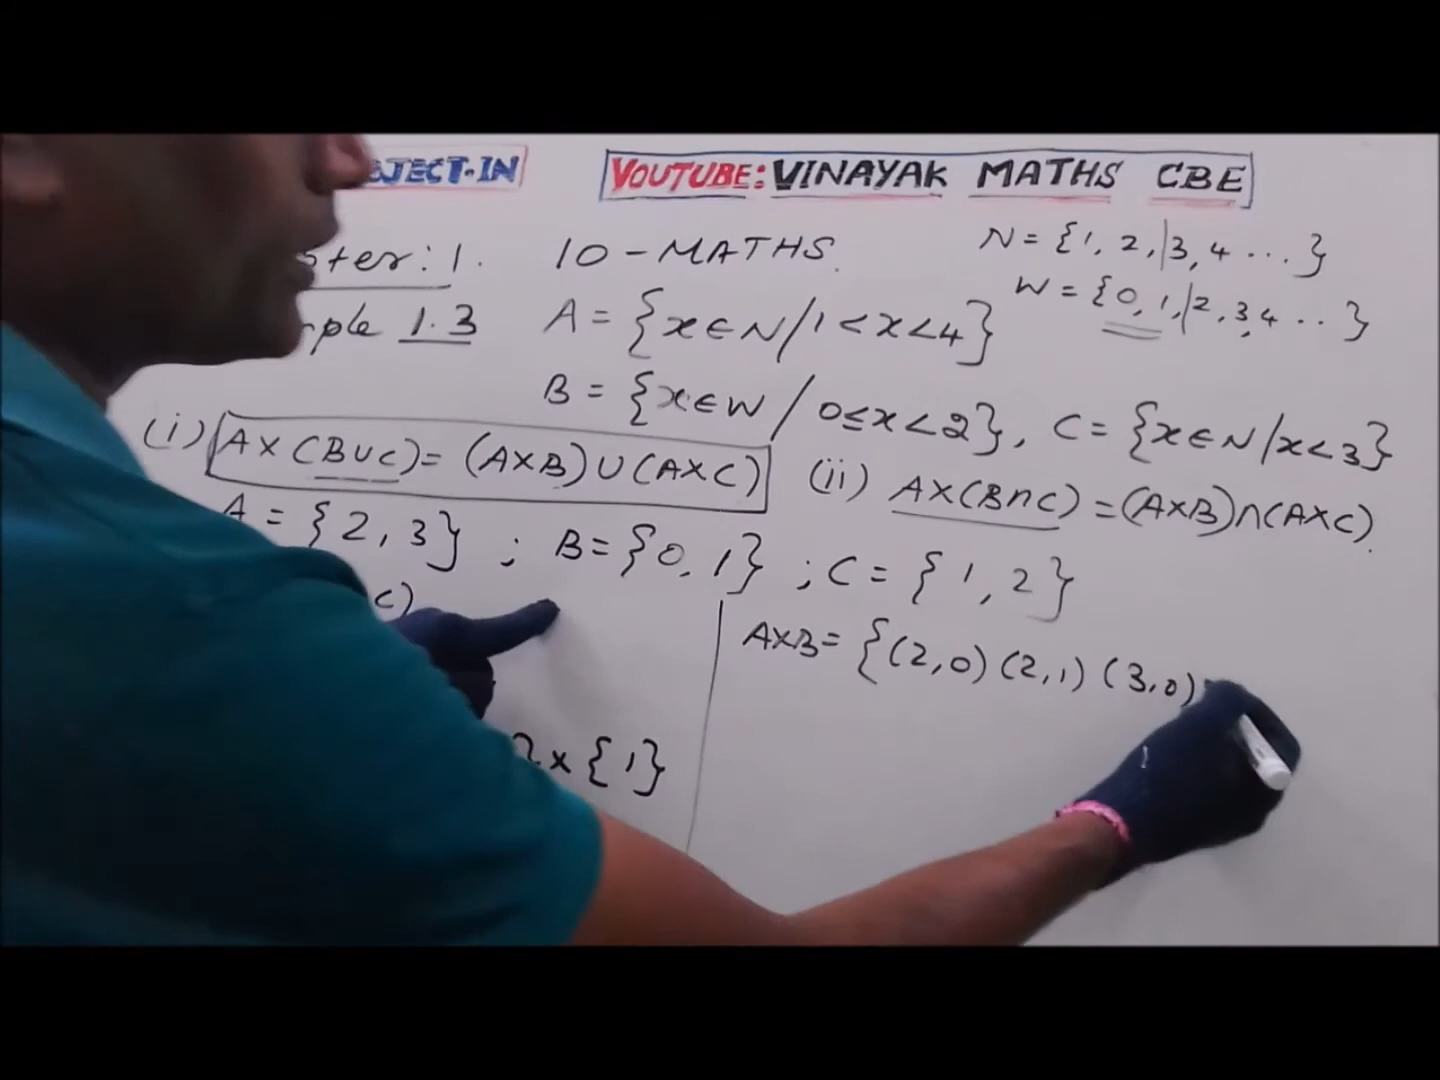 JECT.IN
YOUTUBE: VINAYAK MATHS CBE
ter: 1. 10-MATHS.
N = {1, 2, 3, 4 ...}
W = {0, 1, 2, 3, 4 ..}
ple 1.3 A = {x∈N/1<x<4}
B = {x∈W / 0≤x<2}, C = {x∈N/x<3}
(i) A×(B∪C)=(A×B)∪(A×C) (ii) A×(B∩C)=(A×B)∩(A×C).
A = {2, 3} ; B={0, 1} ; C = {1, 2}
c)
A×B= {(2,0)(2,1)(3,0)
}×{1}